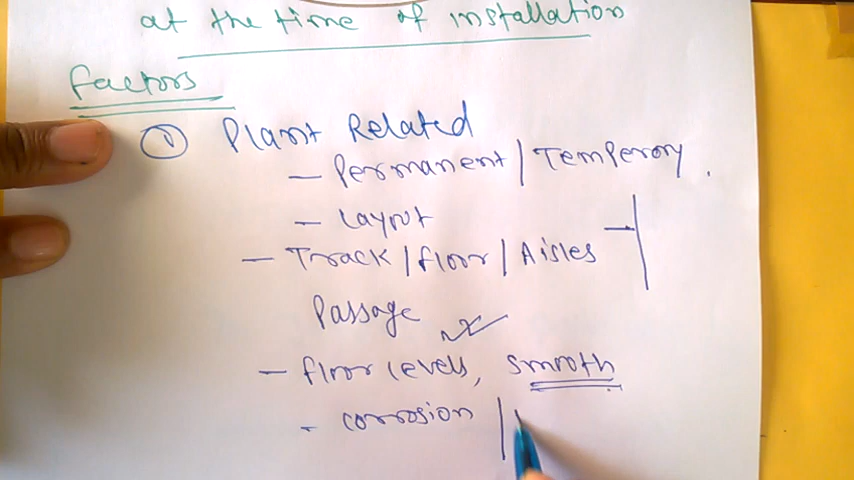 at the time of installation
factors
① Plant Related
- Permanent / Temperory.
- Layout
- Track / floor / Aisles
Passage
- floor levels, smooth
- corrosion /